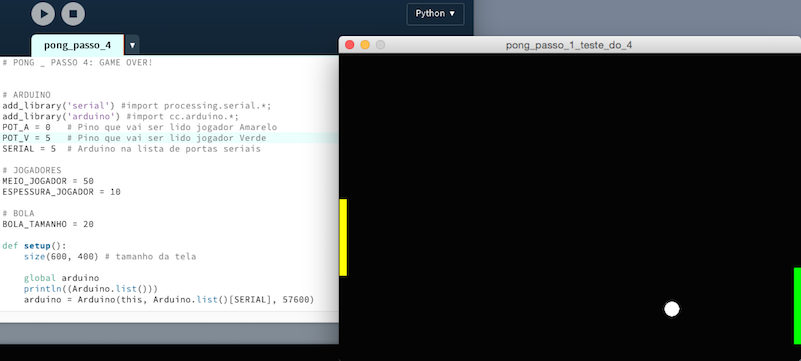 Python ▼
pong_passo_4 ▼
pong_passo_1_teste_do_4
# PONG _ PASSO 4: GAME OVER!
# ARDUINO
add_library('serial') #import processing.serial.*;
add_library('arduino') #import cc.arduino.*;
POT_A = 0   # Pino que vai ser lido jogador Amarelo
POT_V = 5   # Pino que vai ser lido jogador Verde
SERIAL = 5  # Arduino na lista de portas seriais
# JOGADORES
MEIO_JOGADOR = 50
ESPESSURA_JOGADOR = 10
# BOLA
BOLA_TAMANHO = 20
def setup():
    size(600, 400) # tamanho da tela
    global arduino
    println((Arduino.list()))
    arduino = Arduino(this, Arduino.list()[SERIAL], 57600)